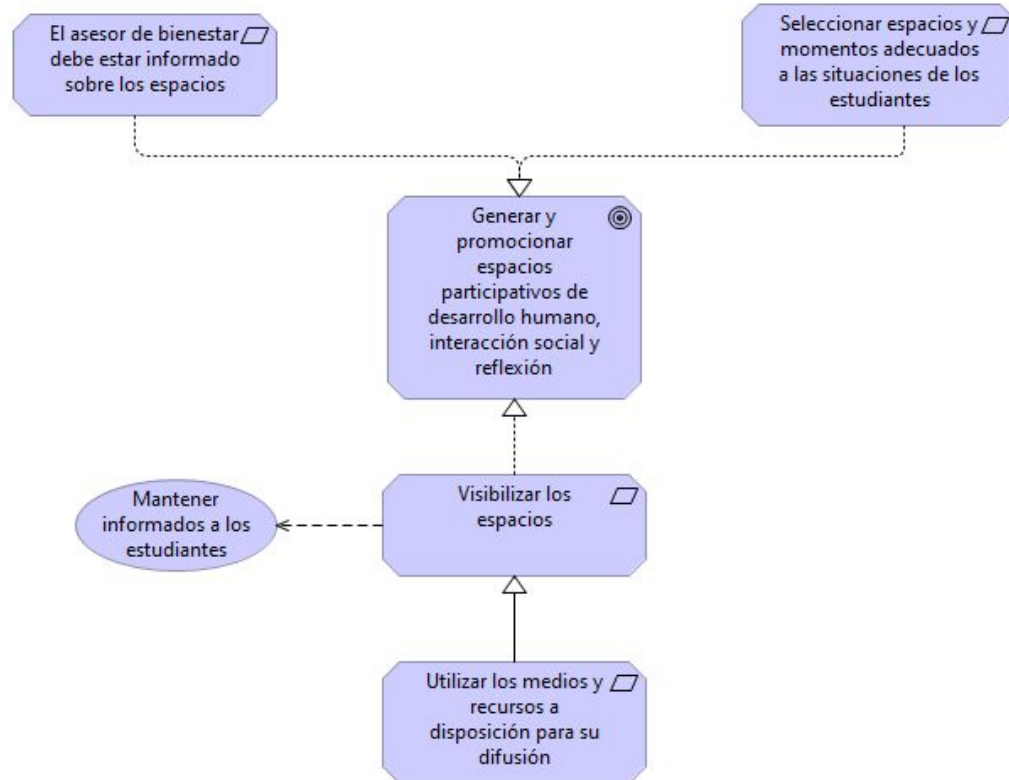 El asesor de bienestar
debe estar informado
sobre los espacios
Seleccionar espacios y
momentos adecuados
a las situaciones de los
estudiantes
Generar y
promocionar
espacios
participativos de
desarrollo humano,
interacción social y
reflexión
Visibilizar los
espacios
Mantener
informados a los
estudiantes
Utilizar los medios y
recursos a
disposición para su
difusión